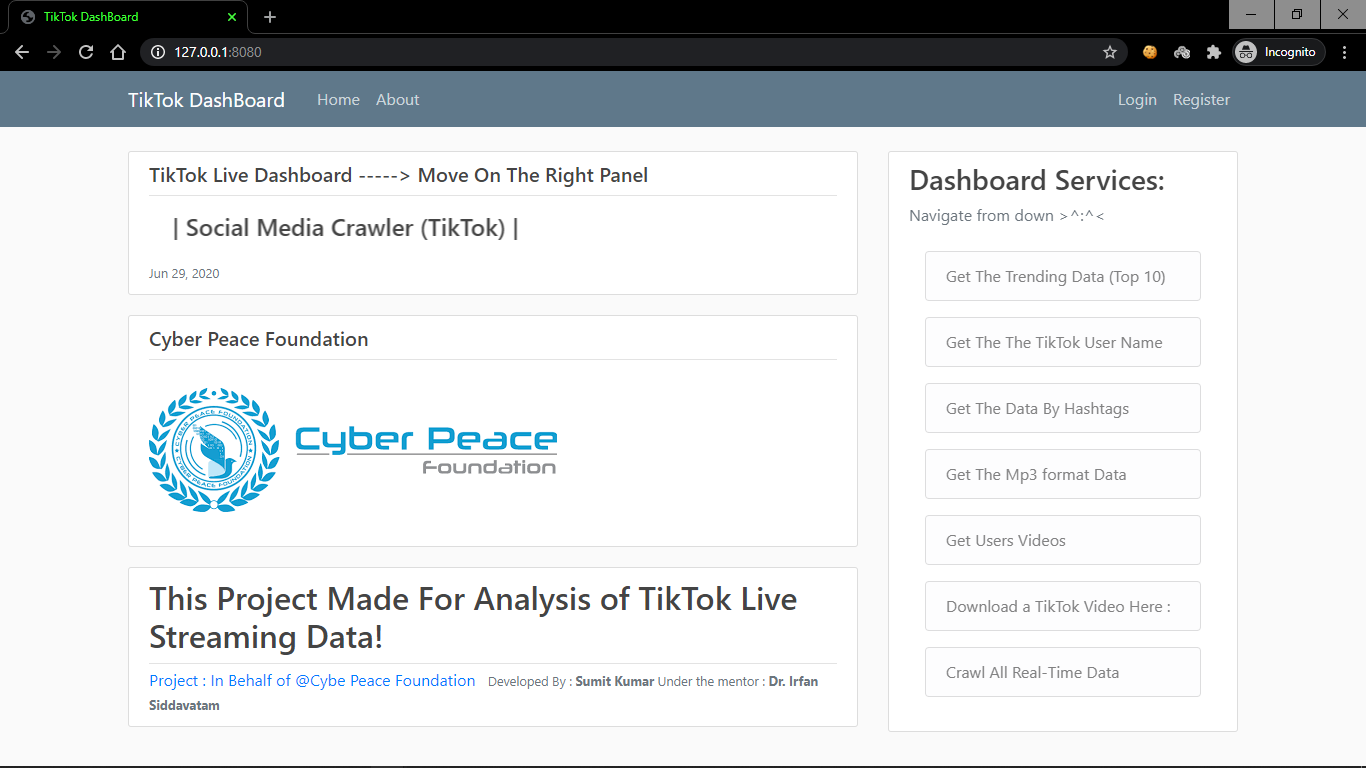 TikTok DashBoard
127.0.0.1:8080
Incognito
TikTok DashBoard Home About Login Register
TikTok Live Dashboard -----> Move On The Right Panel
| Social Media Crawler (TikTok) |
Jun 29, 2020
Cyber Peace Foundation
CYBER PEACE FOUNDATION
CYBER PEACE FOUNDATION
Cyber Peace
Foundation
This Project Made For Analysis of TikTok Live
Streaming Data!
Project : In Behalf of @Cybe Peace Foundation Developed By : Sumit Kumar Under the mentor : Dr. Irfan
Siddavatam
Dashboard Services:
Navigate from down >^:^<
Get The Trending Data (Top 10)
Get The The TikTok User Name
Get The Data By Hashtags
Get The Mp3 format Data
Get Users Videos
Download a TikTok Video Here :
Crawl All Real-Time Data